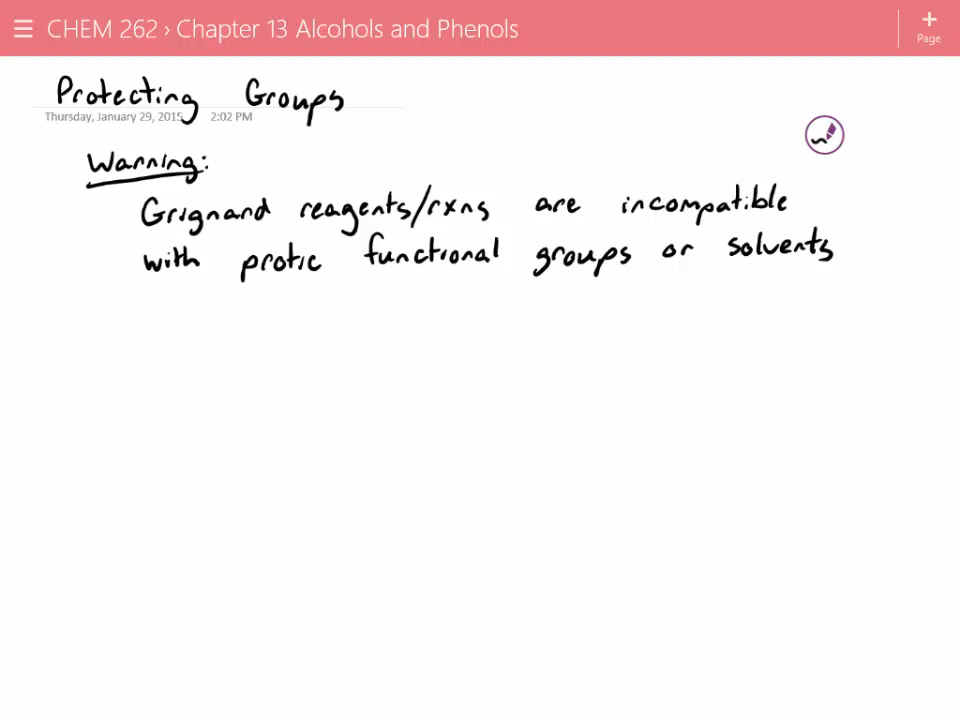 CHEM 262 › Chapter 13 Alcohols and Phenols
Page
Protecting Groups
Thursday, January 29, 2015 2:02 PM
Warning:
Grignard reagents/rxns are incompatible
with protic functional groups or solvents